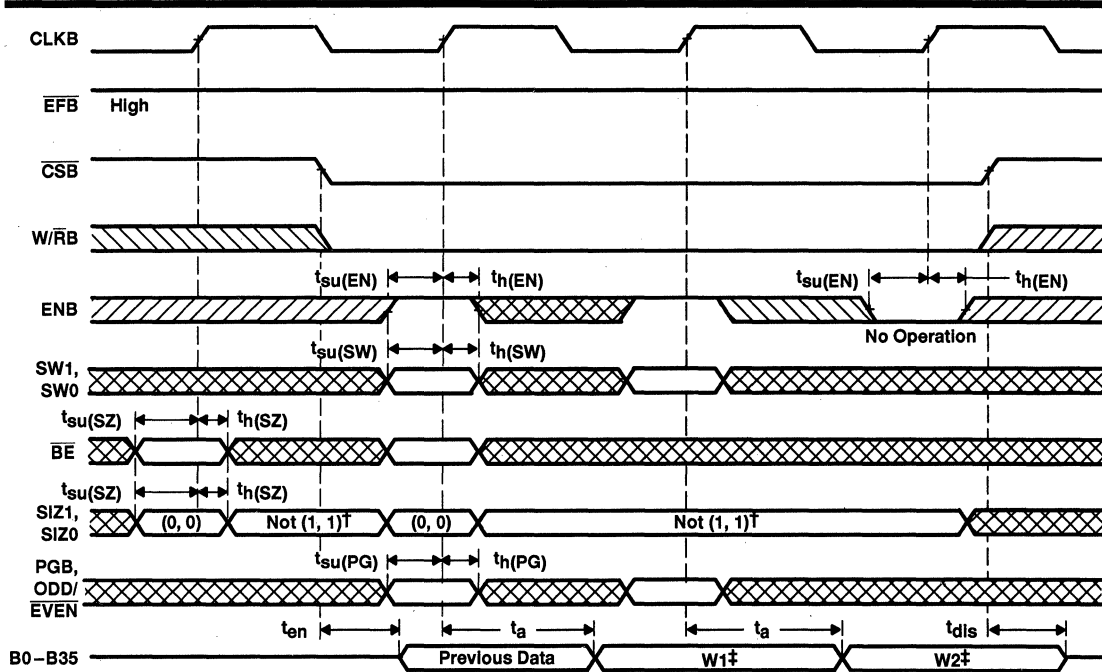 CLKB
EFB High
CSB
W/RB
tsu(EN) th(EN) tsu(EN) th(EN)
ENB
No Operation
tsu(SW) th(SW)
SW1,
SW0
tsu(SZ) th(SZ)
BE
tsu(SZ) th(SZ)
SIZ1,
SIZ0
(0, 0) Not (1, 1)† (0, 0) Not (1, 1)†
tsu(PG) th(PG)
PGB,
ODD/
EVEN
ten ta ta tdis
B0–B35 Previous Data W1‡ W2‡